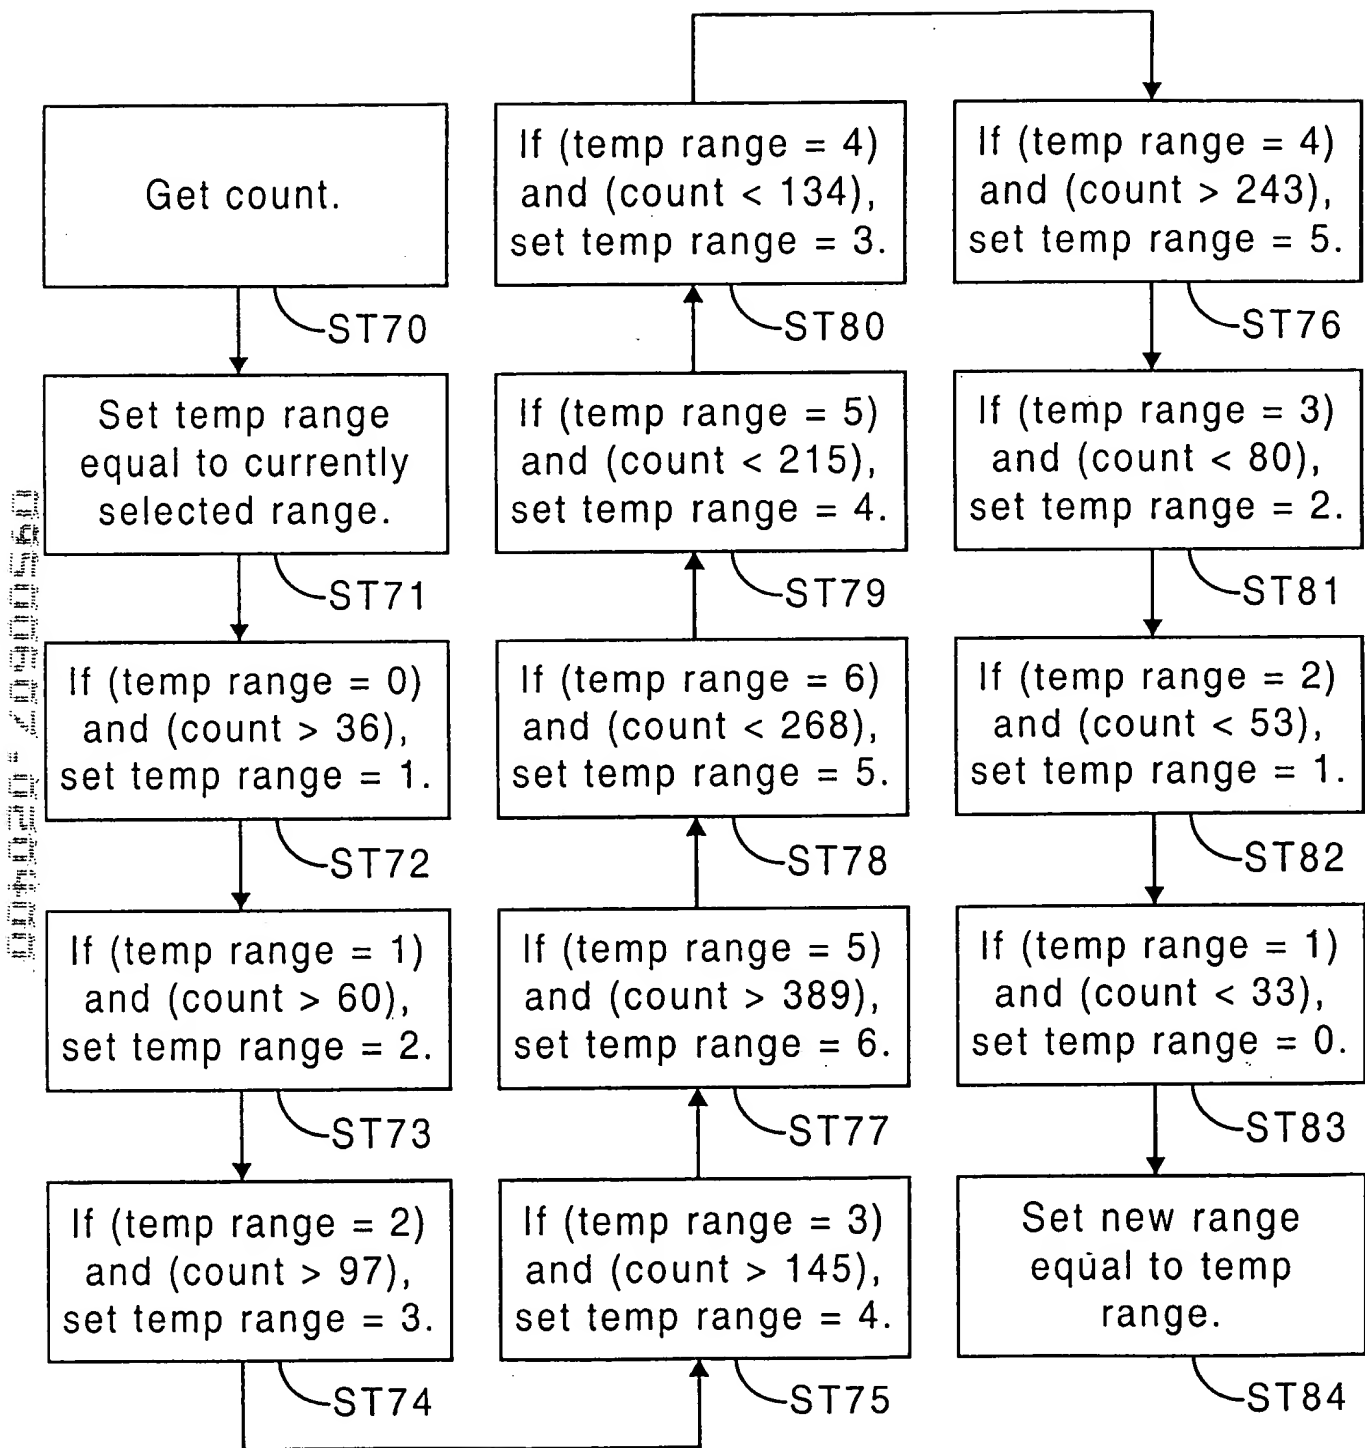 Get count.
ST70
Set temp range
equal to currently
selected range.
ST71
If (temp range = 0)
and (count > 36),
set temp range = 1.
ST72
If (temp range = 1)
and (count > 60),
set temp range = 2.
ST73
If (temp range = 2)
and (count > 97),
set temp range = 3.
ST74
If (temp range = 3)
and (count > 145),
set temp range = 4.
ST75
If (temp range = 5)
and (count > 389),
set temp range = 6.
ST77
If (temp range = 6)
and (count < 268),
set temp range = 5.
ST78
If (temp range = 5)
and (count < 215),
set temp range = 4.
ST79
If (temp range = 4)
and (count < 134),
set temp range = 3.
ST80
If (temp range = 4)
and (count > 243),
set temp range = 5.
ST76
If (temp range = 3)
and (count < 80),
set temp range = 2.
ST81
If (temp range = 2)
and (count < 53),
set temp range = 1.
ST82
If (temp range = 1)
and (count < 33),
set temp range = 0.
ST83
Set new range
equal to temp
range.
ST84